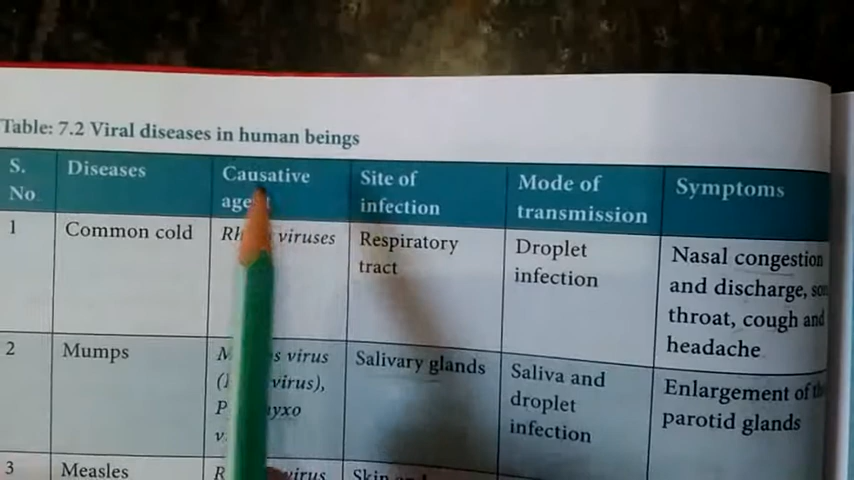 Table: 7.2 Viral diseases in human beings
S. No
Diseases
Causative
Site of
infection
Mode of
transmission
Symptoms
1
Common cold
viruses
Respiratory
tract
Droplet
infection
Nasal congestion
and discharge,
throat, cough and
headache
2
Mumps
virus
virus),
Salivary glands
Saliva and
droplet
infection
Enlargement of
parotid glands
3
Measles
virus
Skin